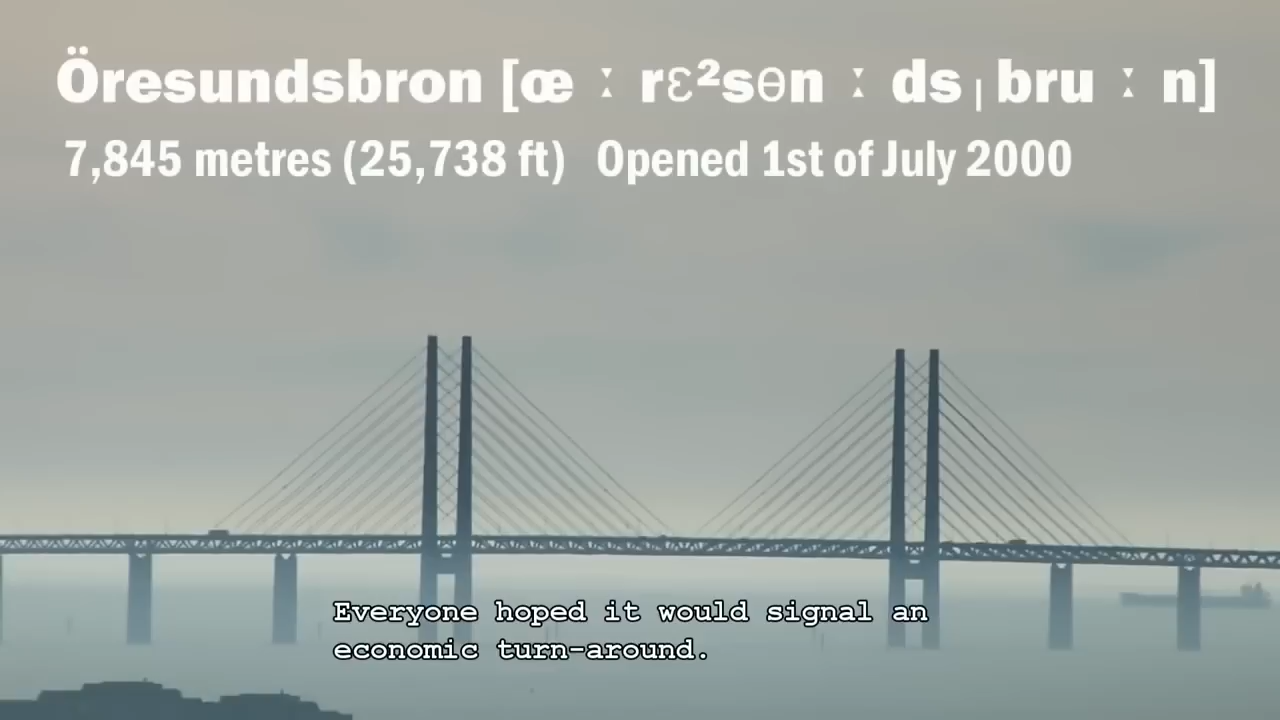 Öresundsbron [œːrɛ²sɵnːdsˌbruːn]
7,845 metres (25,738 ft) Opened 1st of July 2000
Everyone hoped it would signal an
economic turn-around.